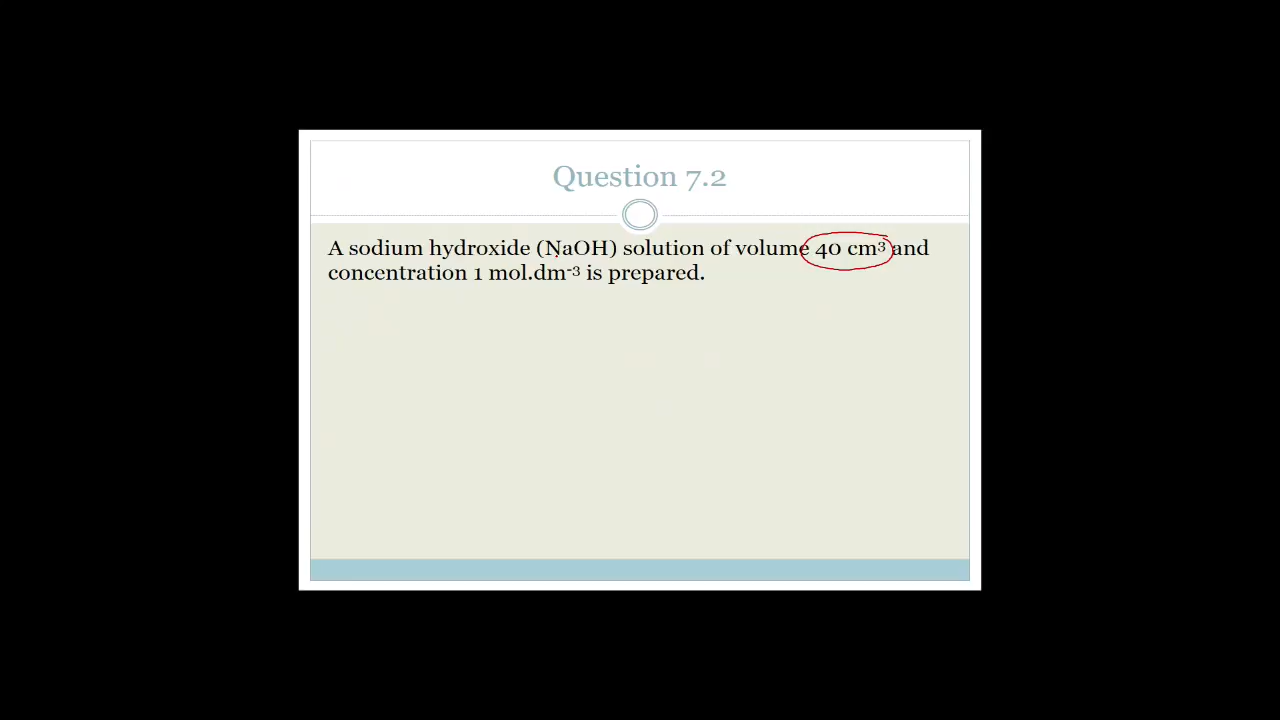 Question 7.2
A sodium hydroxide (NaOH) solution of volume 40 cm³ and
concentration 1 mol.dm⁻³ is prepared.